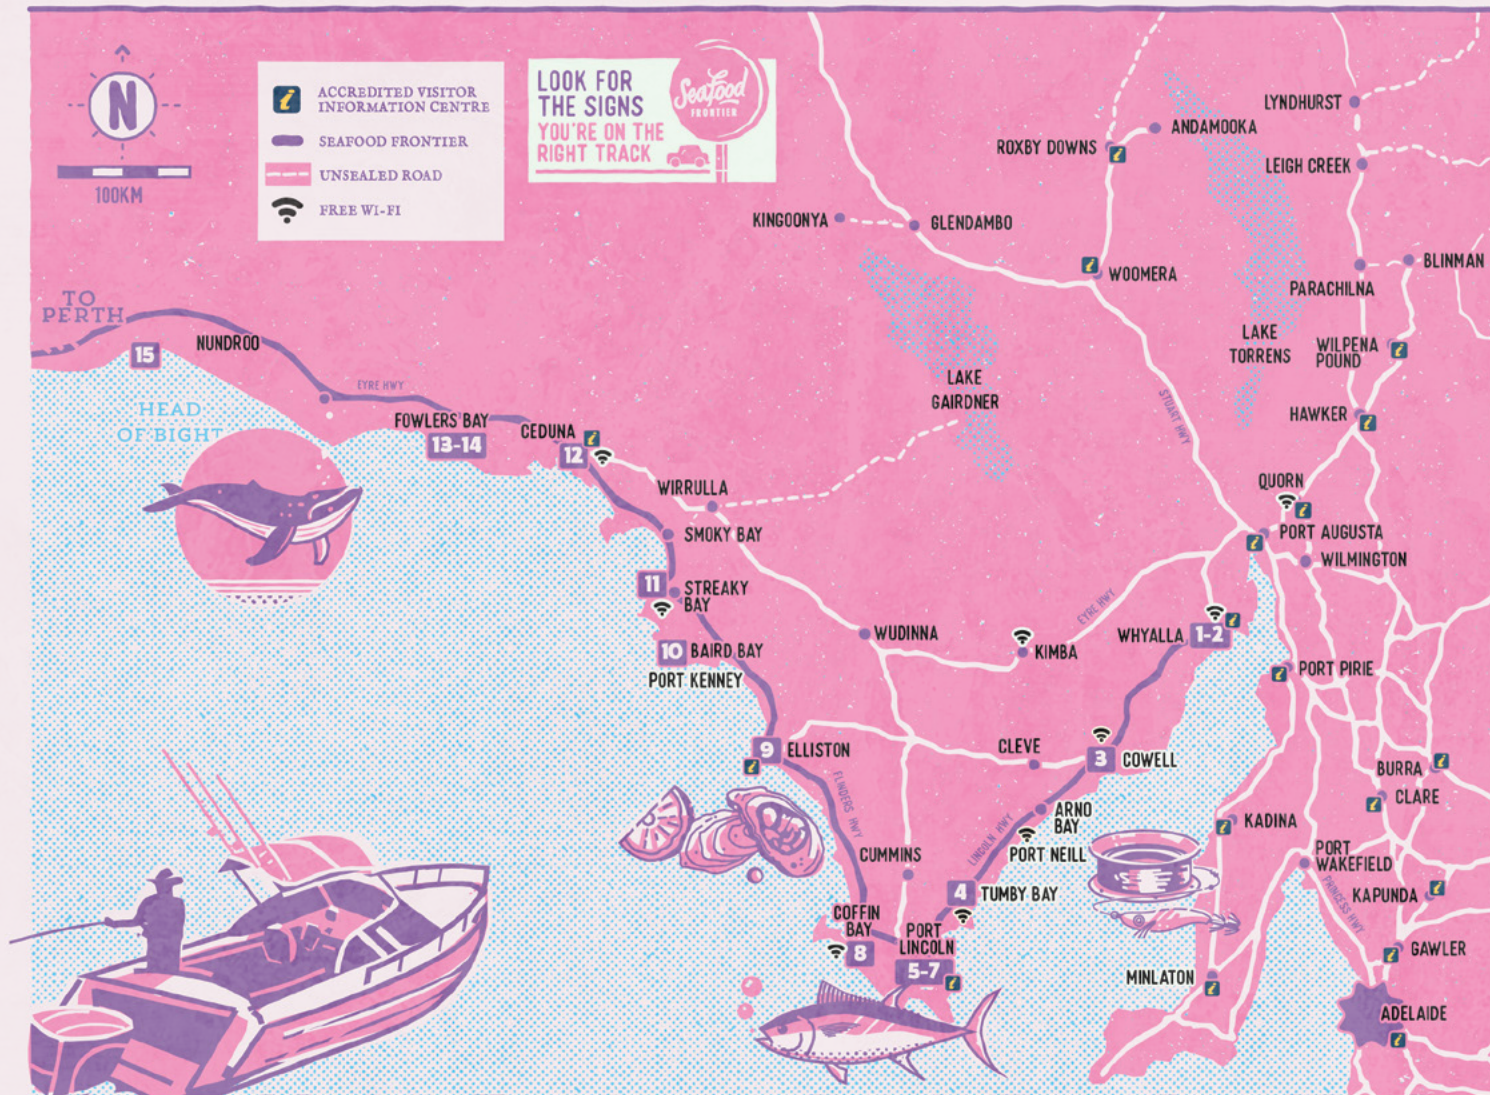 N
100KM
i ACCREDITED VISITOR
INFORMATION CENTRE
SEAFOOD FRONTIER
UNSEALED ROAD
FREE WI-FI
LOOK FOR
THE SIGNS
YOU'RE ON THE
RIGHT TRACK
Seafood
FRONTIER
LYNDHURST
ANDAMOOKA
ROXBY DOWNS
i
LEIGH CREEK
KINGOONYA
GLENDAMBO
BLINMAN
i
WOOMERA
PARACHILNA
TO
PERTH
LAKE
TORRENS
WILPENA
POUND
i
15
NUNDROO
EYRE HWY
LAKE
GAIRDNER
STUART HWY
HEAD
OF BIGHT
FOWLERS BAY
13-14
CEDUNA
i
12
HAWKER
i
WIRRULLA
QUORN
i
SMOKY BAY
PORT AUGUSTA
i
WILMINGTON
11
STREAKY
BAY
EYRE HWY
WUDINNA
KIMBA
WHYALLA
1-2
i
10
BAIRD BAY
PORT KENNEY
PORT PIRIE
i
9
ELLISTON
i
CLEVE
3
COWELL
BURRA
i
CLARE
i
FLINDERS HWY
ARNO
BAY
LINCOLN HWY
PORT NEILL
KADINA
i
CUMMINS
PORT
WAKEFIELD
4
TUMBY BAY
KAPUNDA
i
PRINCESS HWY
COFFIN
BAY
8
PORT
LINCOLN
5-7
i
GAWLER
i
MINLATON
i
ADELAIDE
i